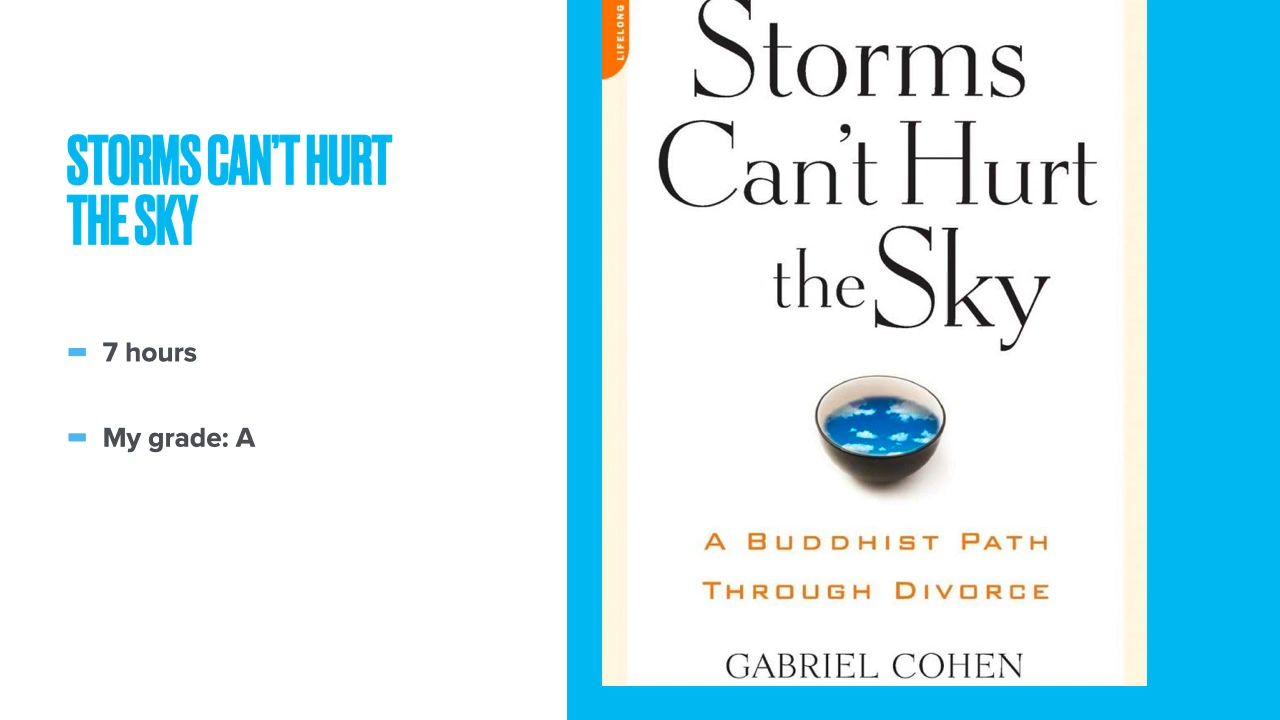 STORMS CAN'T HURT
THE SKY
7 hours
My grade: A
LIFELONG
Storms
Can't Hurt
the Sky
A BUDDHIST PATH
THROUGH DIVORCE
GABRIEL COHEN